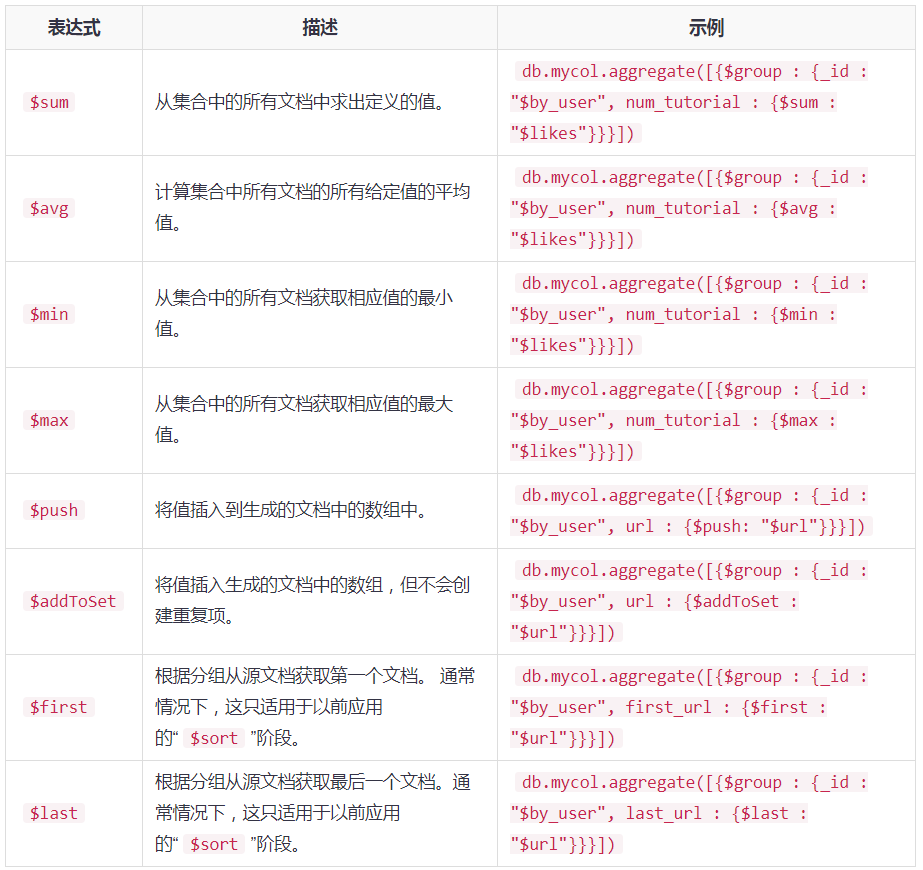 表达式 描述 示例
$sum
从集合中的所有文档中求出定义的值。
db.mycol.aggregate([{$group : {_id :
"$by_user", num_tutorial : {$sum :
"$likes"}}}])
$avg
计算集合中所有文档的所有给定值的平均
值。
db.mycol.aggregate([{$group : {_id :
"$by_user", num_tutorial : {$avg :
"$likes"}}}])
$min
从集合中的所有文档获取相应值的最小
值。
db.mycol.aggregate([{$group : {_id :
"$by_user", num_tutorial : {$min :
"$likes"}}}])
$max
从集合中的所有文档获取相应值的最大
值。
db.mycol.aggregate([{$group : {_id :
"$by_user", num_tutorial : {$max :
"$likes"}}}])
$push
将值插入到生成的文档中的数组中。
db.mycol.aggregate([{$group : {_id :
"$by_user", url : {$push: "$url"}}}])
$addToSet
将值插入生成的文档中的数组，但不会创
建重复项。
db.mycol.aggregate([{$group : {_id :
"$by_user", url : {$addToSet :
"$url"}}}])
$first
根据分组从源文档获取第一个文档。 通常
情况下，这只适用于以前应用
的“ $sort ”阶段。
db.mycol.aggregate([{$group : {_id :
"$by_user", first_url : {$first :
"$url"}}}])
$last
根据分组从源文档获取最后一个文档。通
常情况下，这只适用于以前应用
的“ $sort ”阶段。
db.mycol.aggregate([{$group : {_id :
"$by_user", last_url : {$last :
"$url"}}}])